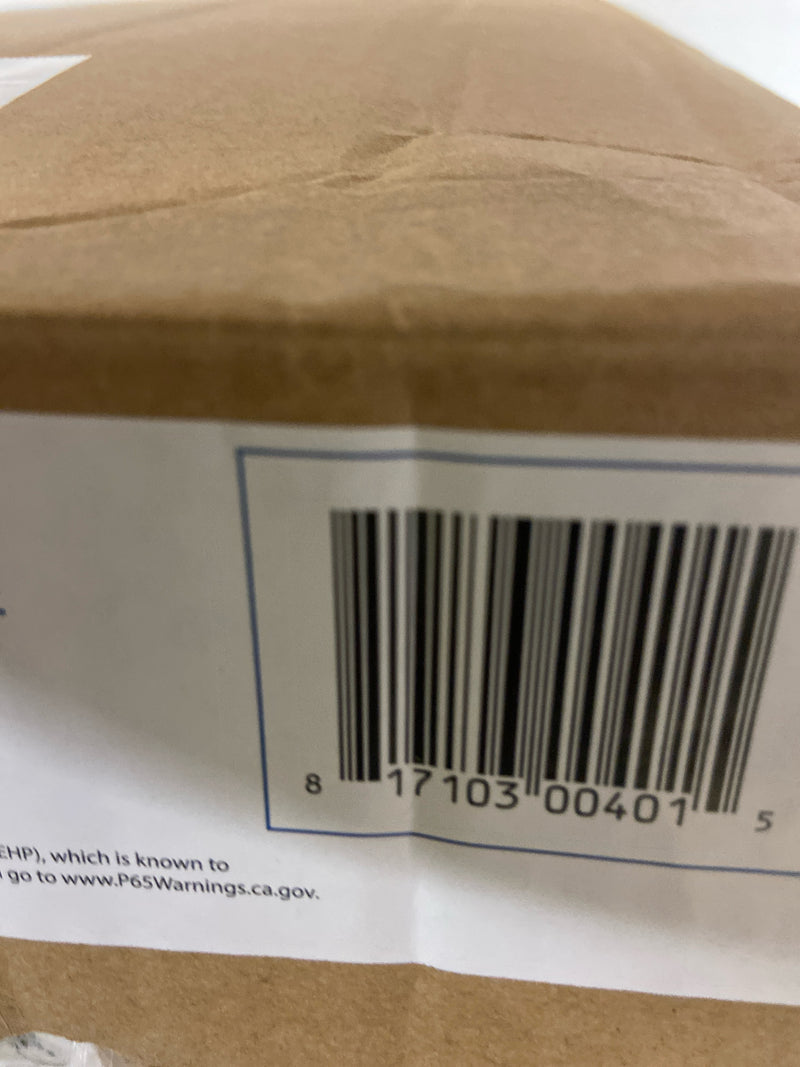 8 17103 00401 5
EHP), which is known to
go to www.P65Warnings.ca.gov.